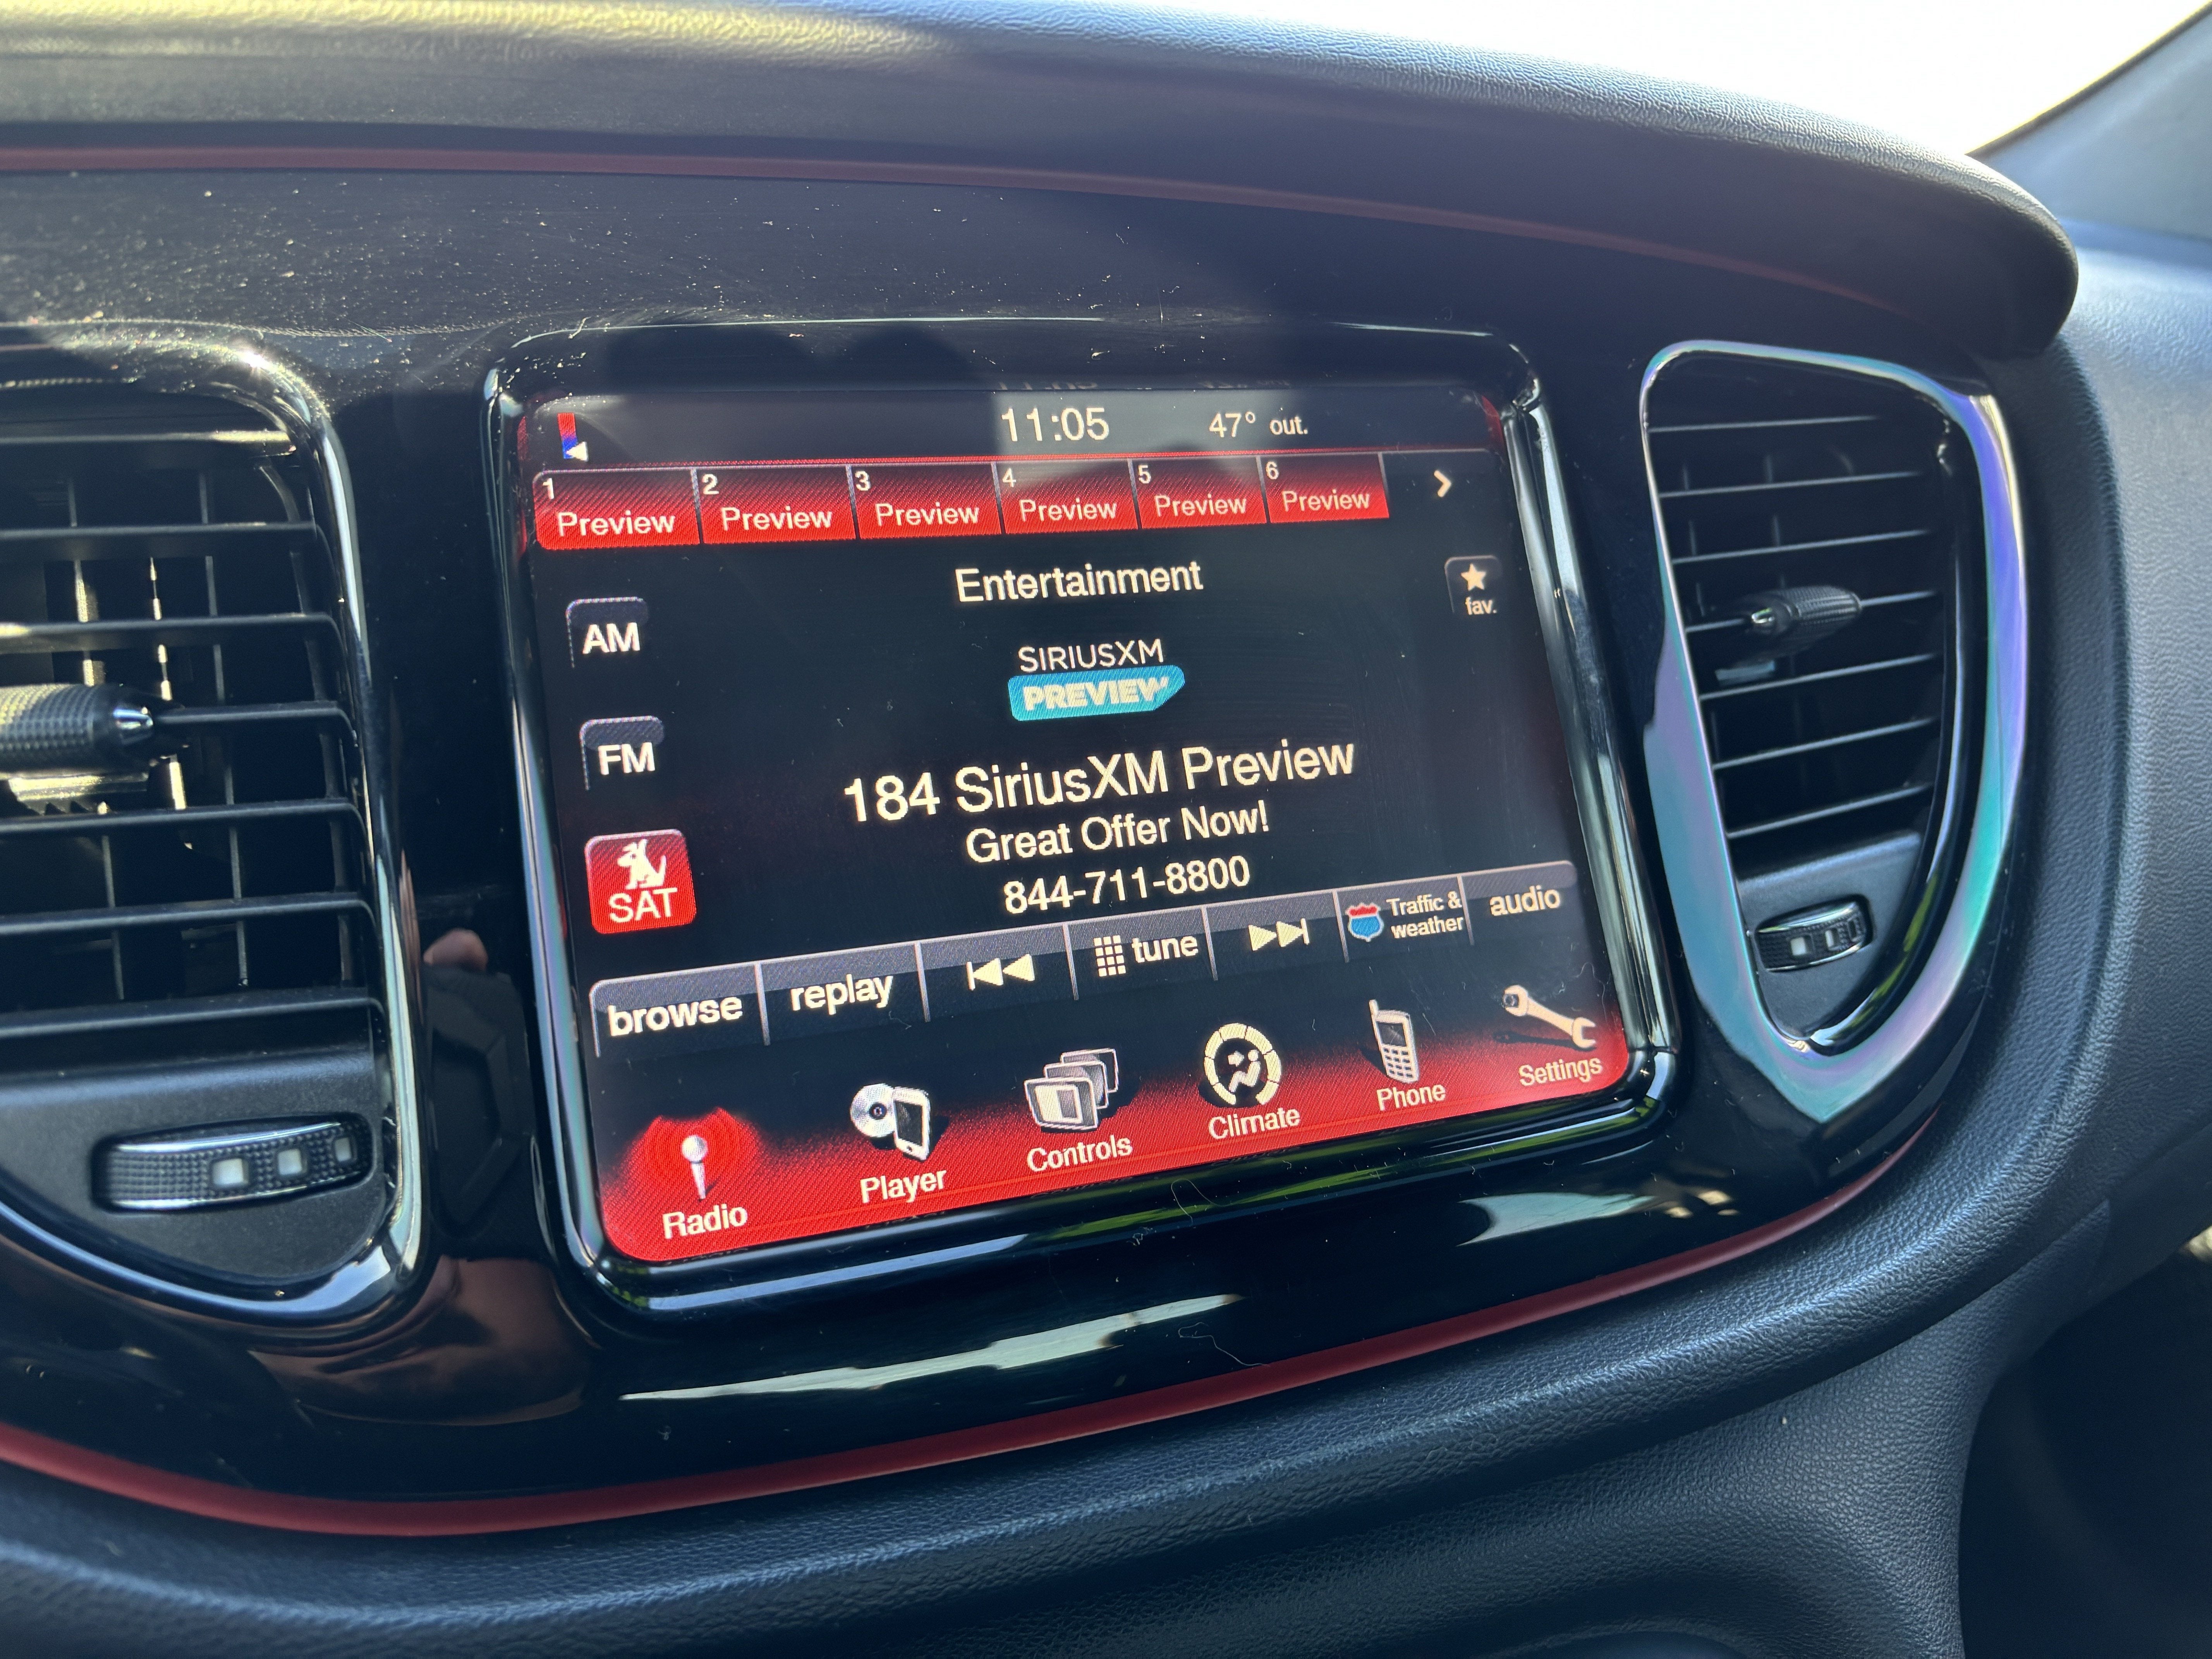 11:05 47° out.
1 2 3 4 5 6
Preview Preview Preview Preview Preview Preview
Entertainment
fav.
AM
SIRIUSXM
PREVIEW
FM
184 SiriusXM Preview
Great Offer Now!
844-711-8800
SAT
browse replay tune Traffic & weather audio
Radio Player Controls Climate Phone Settings